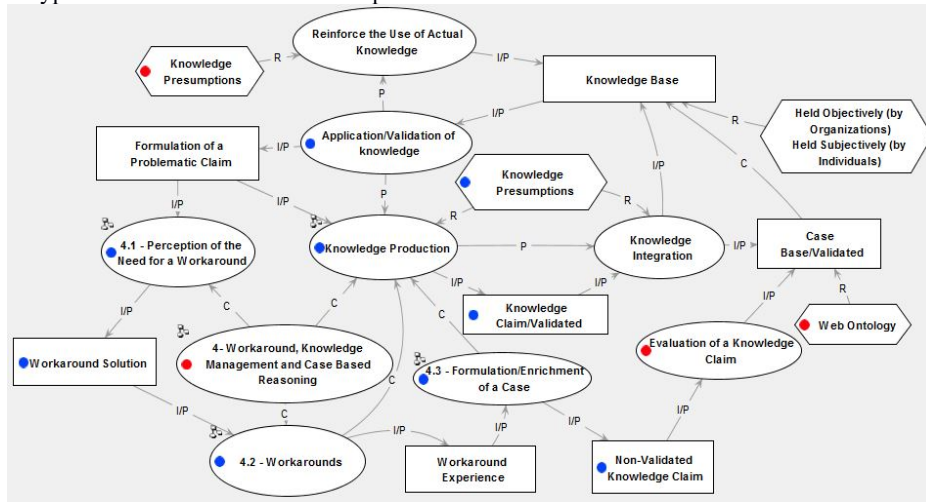 Reinforce the Use of Actual
Knowledge
I/P
Knowledge
Presumptions
R
Knowledge Base
P
I/P
R
Held Objectively (by
Organizations)
Held Subjectively (by
Individuals)
Formulation of a
Problematic Claim
I/P
Application/Validation of
knowledge
C
I/P
I/P
P
Knowledge
Presumptions
I/P
R
R
4.1 - Perception of the
Need for a Workaround
Knowledge Production
P
Knowledge
Integration
I/P
Case
Base/Validated
I/P
C
C
I/P
Knowledge
Claim/Validated
I/P
I/P
R
Web Ontology
C
Workaround Solution
4- Workaround, Knowledge
Management and Case Based
Reasoning
C
4.3 - Formulation/Enrichment
of a Case
Evaluation of a Knowledge
Claim
I/P
C
I/P
I/P
I/P
I/P
4.2 - Workarounds
Workaround
Experience
Non-Validated
Knowledge Claim